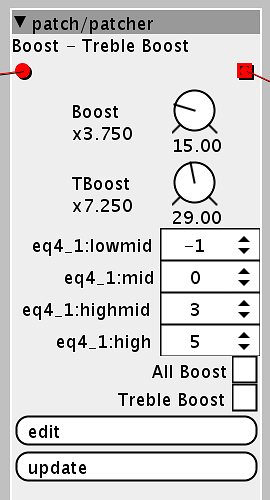 patch/patcher
Boost - Treble Boost
Boost
x3.750
15.00
TBoost
x7.250
29.00
eq4_1:lowmid -1
eq4_1:mid 0
eq4_1:highmid 3
eq4_1:high 5
All Boost
Treble Boost
edit
update